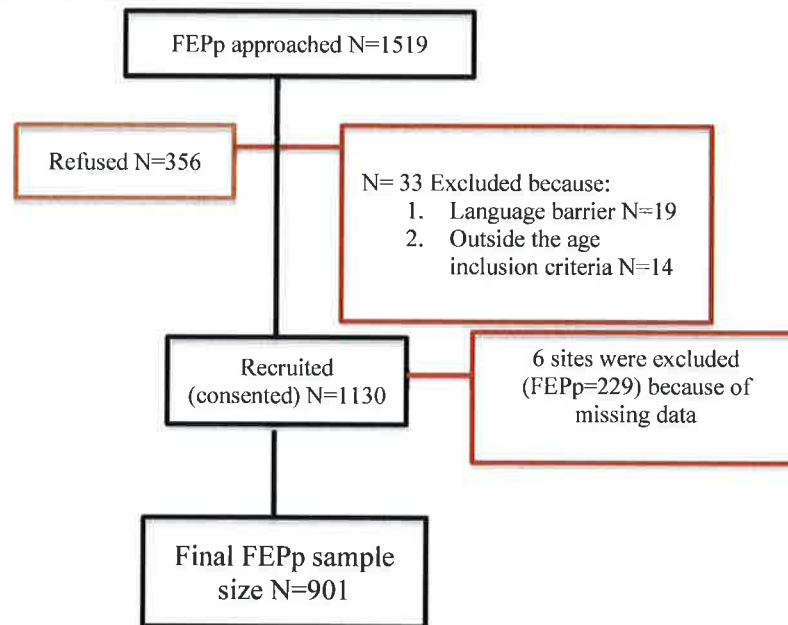 FEPp approached N=1519
Refused N=356
N= 33 Excluded because:
1. Language barrier N=19
2. Outside the age
inclusion criteria N=14
Recruited
(consented) N=1130
6 sites were excluded
(FEPp=229) because of
missing data
Final FEPp sample
size N=901